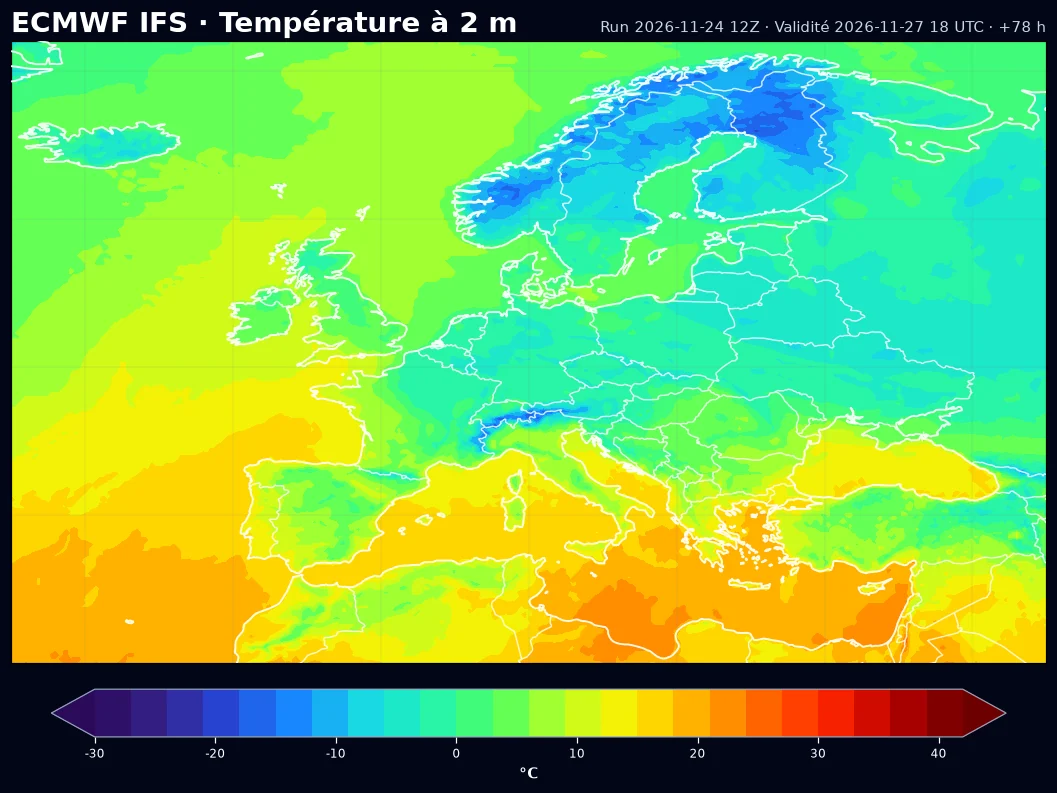 ECMWF IFS · Température à 2 m
Run 2026-11-24 12Z · Validité 2026-11-27 18 UTC · +78 h
-30 -20 -10 0 10 20 30 40
°C